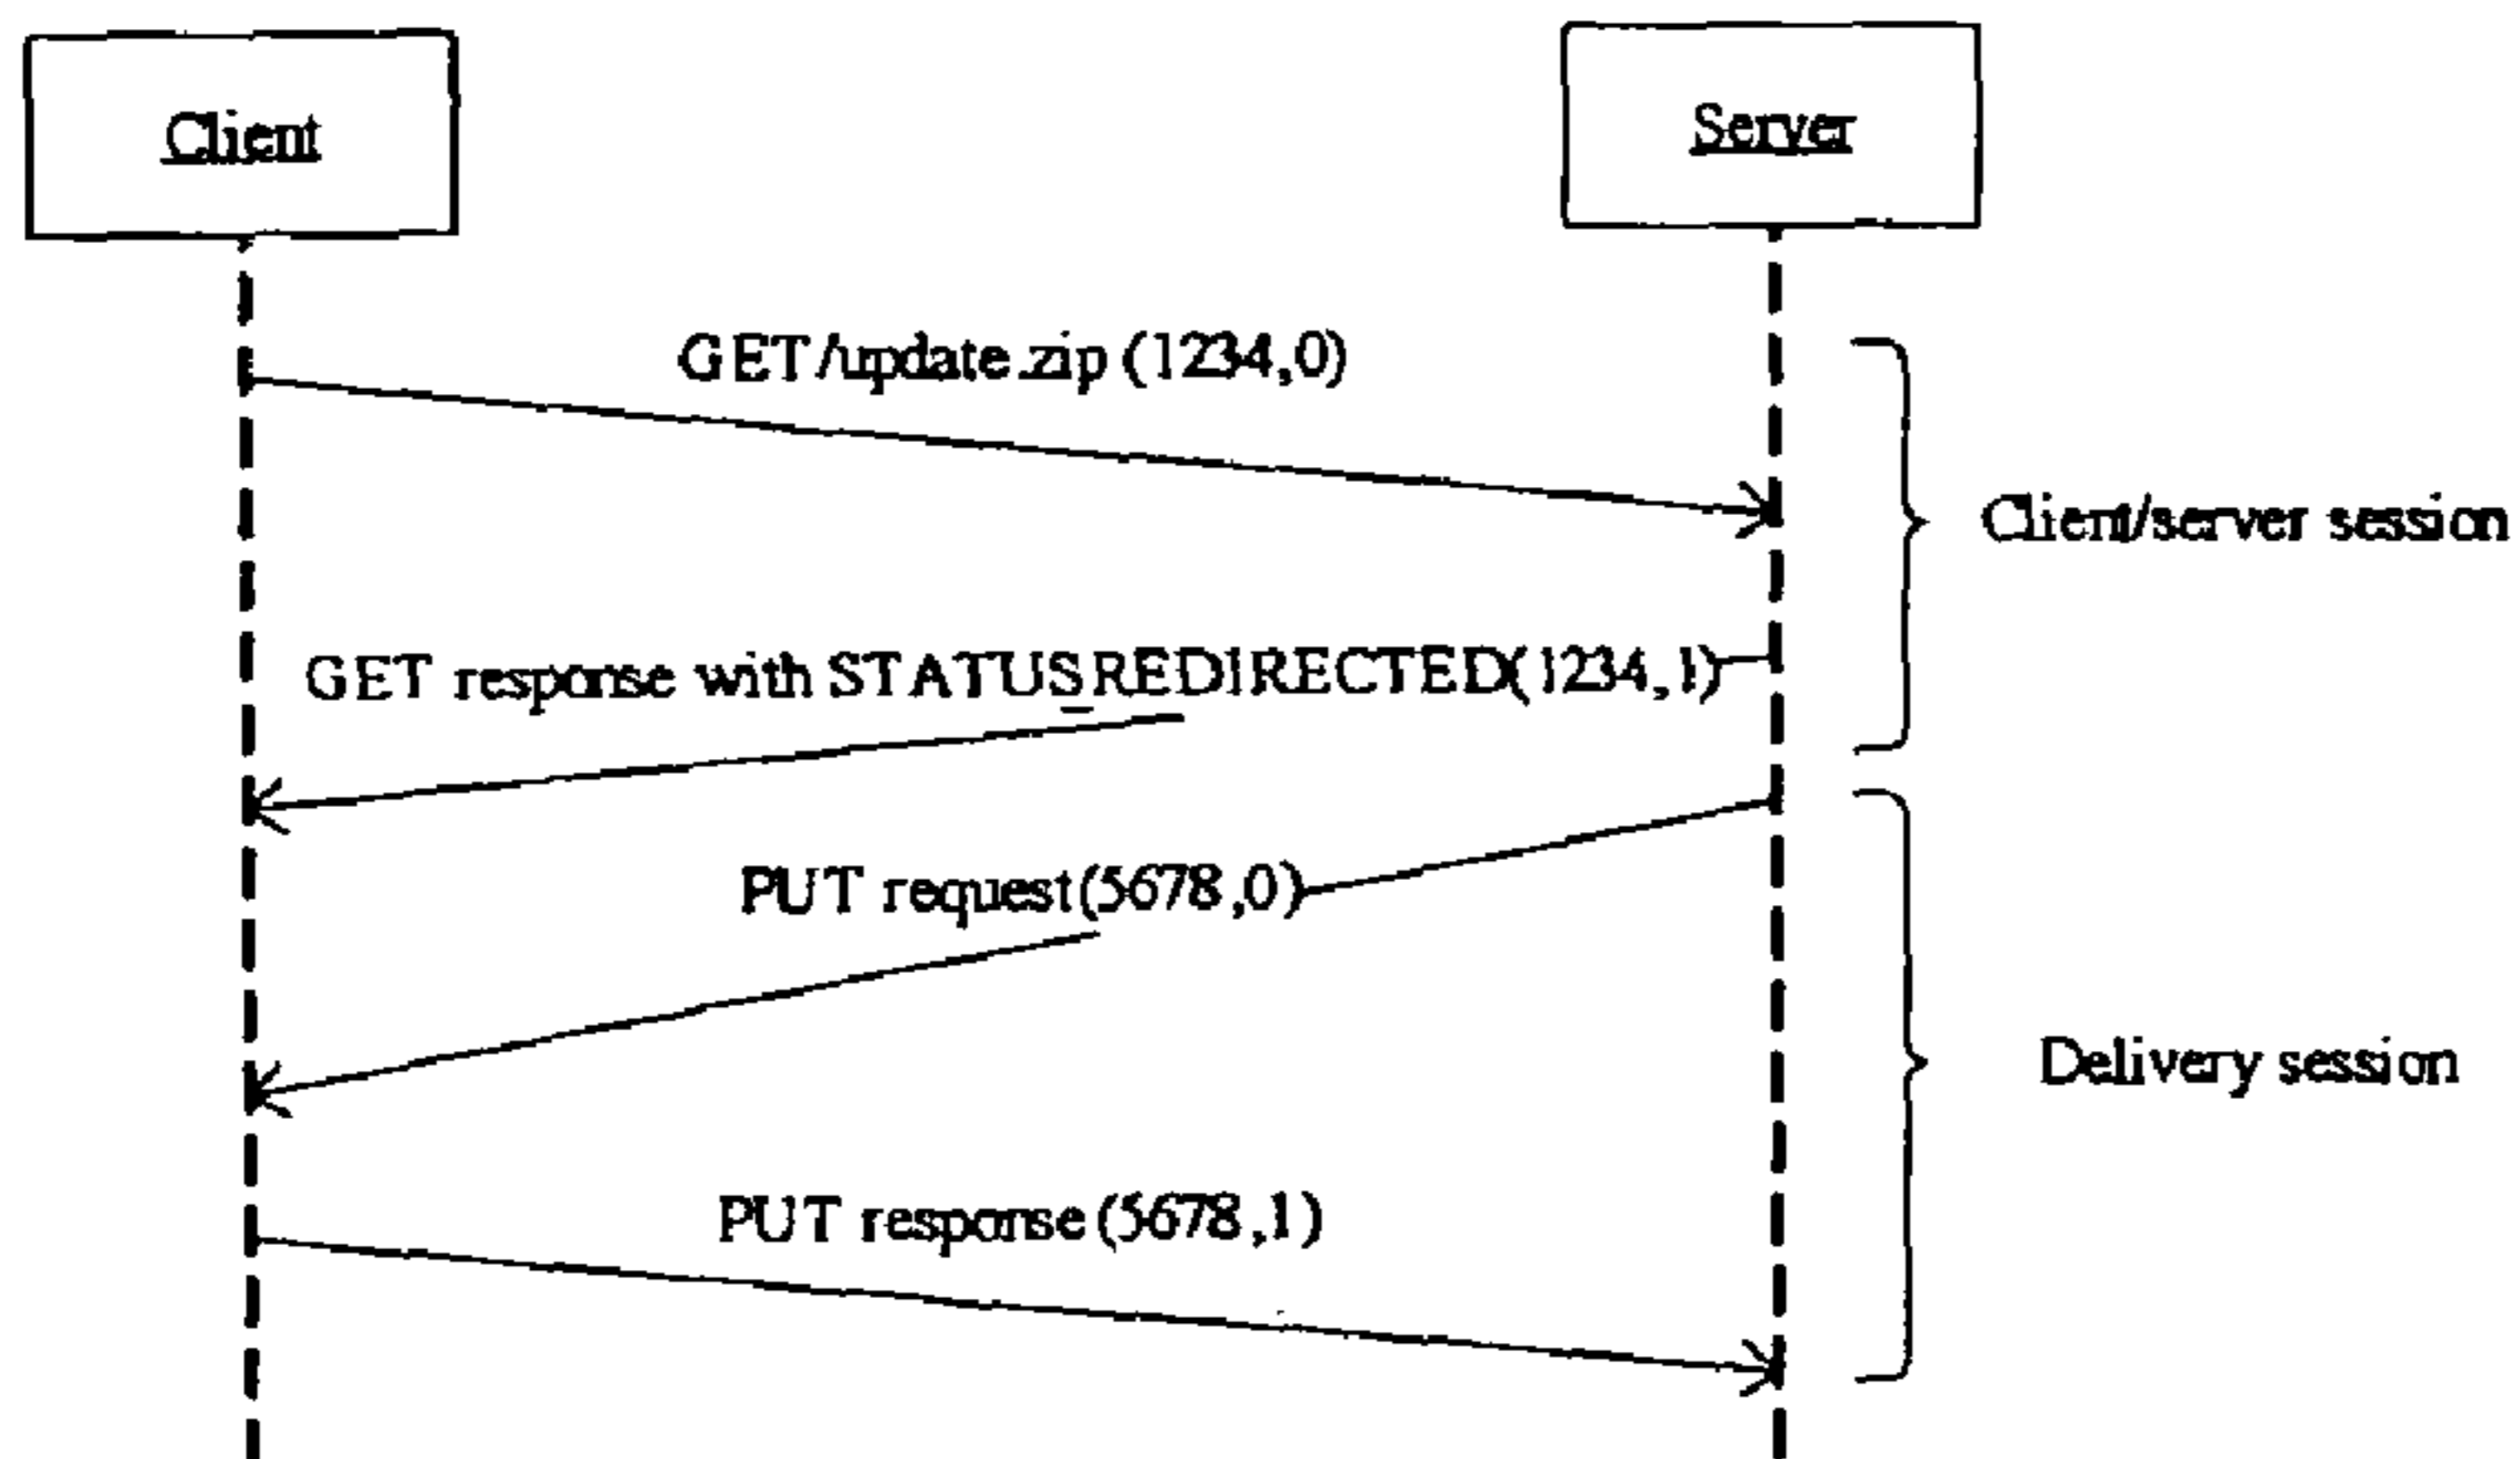 Client
Server
GET /update.zip (1234,0)
Client/server session
GET response with STATUS_REDIRECTED(1234,1)
PUT request(5678,0)
Delivery session
PUT response (5678,1)